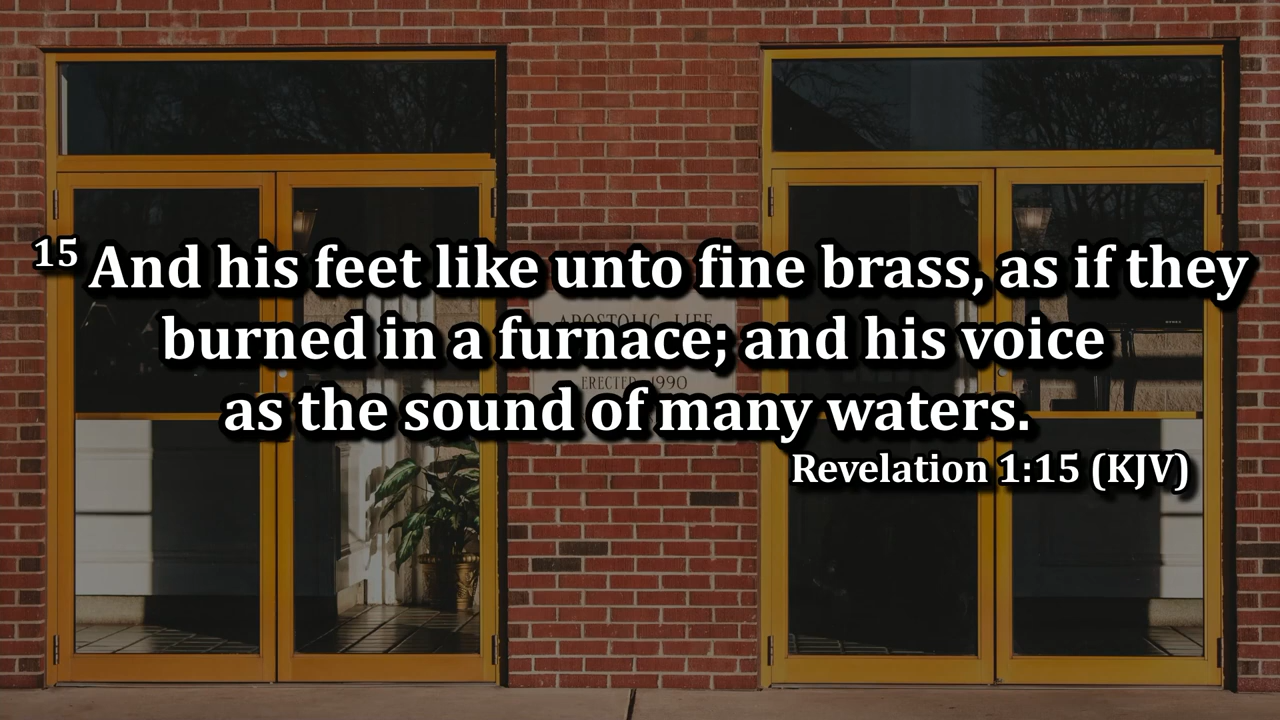 15 And his feet like unto fine brass, as if they
APOSTOLIC LIFE
burned in a furnace; and his voice
ERECTED 1990
as the sound of many waters.
Revelation 1:15 (KJV)